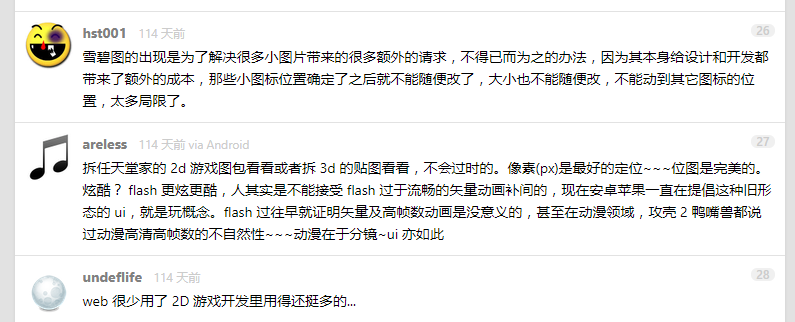 hst001 114 天前 26
雪碧图的出现是为了解决很多小图片带来的很多额外的请求，不得已而为之的办法，因为其本身给设计和开发都
带来了额外的成本，那些小图标位置确定了之后就不能随便改了，大小也不能随便改，不能动到其它图标的位
置，太多局限了。
areless 114 天前 via Android 27
拆任天堂家的 2d 游戏图包看看或者拆 3d 的贴图看看，不会过时的。像素(px)是最好的定位~~~位图是完美的。
炫酷？ flash 更炫更酷，人其实是不能接受 flash 过于流畅的矢量动画补间的，现在安卓苹果一直在提倡这种旧形
态的 ui，就是玩概念。flash 过往早就证明矢量及高帧数动画是没意义的，甚至在动漫领域，攻壳 2 鸭嘴兽都说
过动漫高清高帧数的不自然性~~~动漫在于分镜~ui 亦如此
undeflife 114 天前 28
web 很少用了 2D 游戏开发里用得还挺多的...